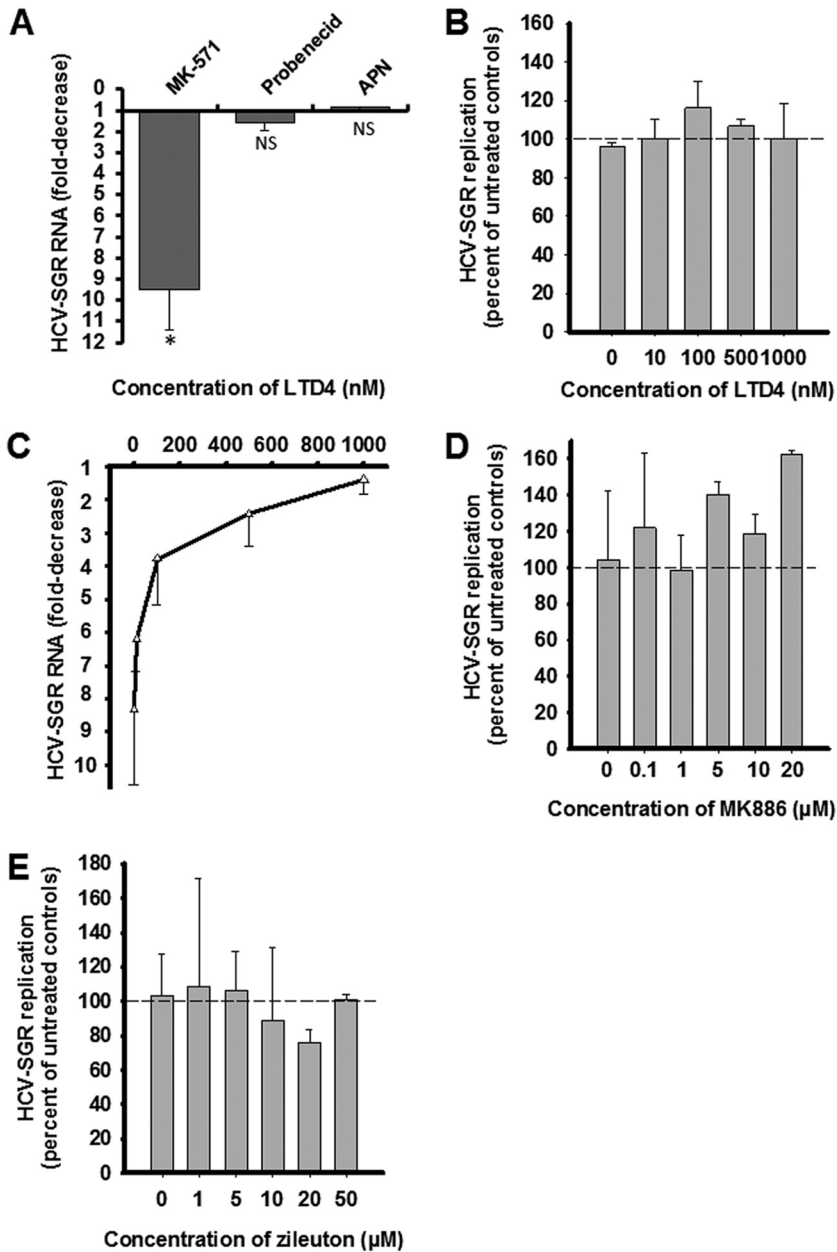 A
MK-571
Probenecid
APN
HCV-SGR RNA (fold-decrease)
0
1
2
3
4
5
6
7
8
9
10
11
12
NS
NS
*
B
HCV-SGR replication
(percent of untreated controls)
160
140
120
100
80
60
40
20
0
0 10 100 500 1000
Concentration of LTD4 (nM)
Concentration of LTD4 (nM)
C
0 200 400 600 800 1000
HCV-SGR RNA (fold-decrease)
1
2
3
4
5
6
7
8
9
10
D
HCV-SGR replication
(percent of untreated controls)
160
140
120
100
80
60
40
20
0
0 0.1 1 5 10 20
Concentration of MK886 (µM)
E
HCV-SGR replication
(percent of untreated controls)
180
160
140
120
100
80
60
40
20
0
0 1 5 10 20 50
Concentration of zileuton (µM)